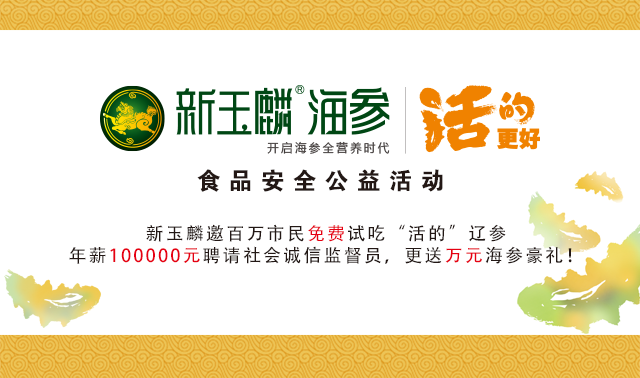 新玉麟®海参
开启海参全营养时代
活的
更好
食品安全公益活动
新玉麟邀百万市民免费试吃“活的”辽参
年薪100000元聘请社会诚信监督员，更送万元海参豪礼！